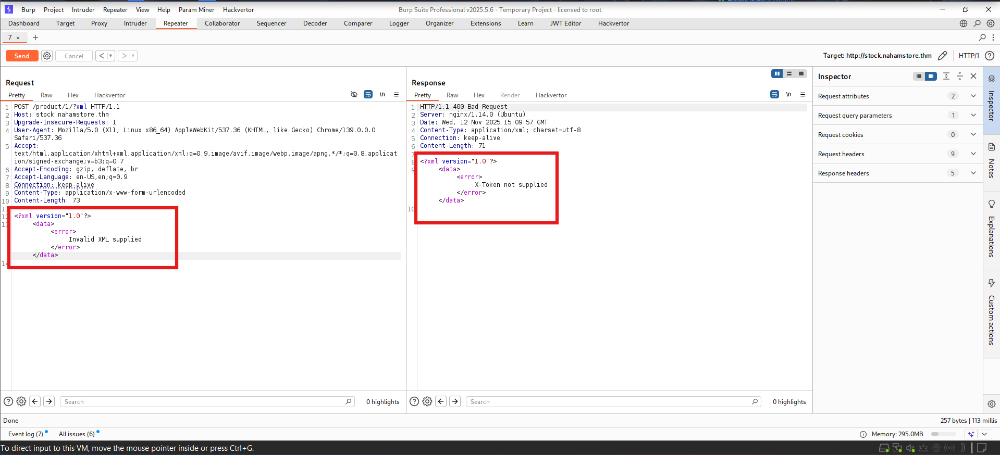 Burp Project Intruder Repeater View Help Param Miner Hackvertor
Burp Suite Professional v2025.5.6 - Temporary Project - licensed to root
Dashboard Target Proxy Intruder Repeater Collaborator Sequencer Decoder Comparer Logger Organizer Extensions Learn JWT Editor Hackvertor
7 × +
Send Cancel < >
Target: http://stock.nahamstore.thm HTTP/1
Request
Pretty Raw Hex Hackvertor \n
1 POST /product/1/?xml HTTP/1.1
2 Host: stock.nahamstore.thm
3 Upgrade-Insecure-Requests: 1
4 User-Agent: Mozilla/5.0 (X11; Linux x86_64) AppleWebKit/537.36 (KHTML, like Gecko) Chrome/139.0.0.0
Safari/537.36
5 Accept:
text/html,application/xhtml+xml,application/xml;q=0.9,image/avif,image/webp,image/apng,*/*;q=0.8,applicat
ion/signed-exchange;v=b3;q=0.7
6 Accept-Encoding: gzip, deflate, br
7 Accept-Language: en-US,en;q=0.9
8 Connection: keep-alive
9 Content-Type: application/x-www-form-urlencoded
10 Content-Length: 73
11
12 <?xml version="1.0"?>
13 <data>
<error>
Invalid XML supplied
</error>
</data>
14
Search 0 highlights
Response
Pretty Raw Hex Render Hackvertor \n
1 HTTP/1.1 400 Bad Request
2 Server: nginx/1.14.0 (Ubuntu)
3 Date: Wed, 12 Nov 2025 15:09:57 GMT
4 Content-Type: application/xml; charset=utf-8
5 Connection: keep-alive
6 Content-Length: 71
7
8 <?xml version="1.0"?>
9 <data>
<error>
X-Token not supplied
</error>
</data>
10
Search 0 highlights
Inspector
Request attributes 2
Request query parameters 1
Request cookies 0
Request headers 9
Response headers 5
Inspector
Notes
Explanations
Custom actions
Done
257 bytes | 113 millis
Event log (7) All issues (6)
Memory: 295.0MB
To direct input to this VM, move the mouse pointer inside or press Ctrl+G.